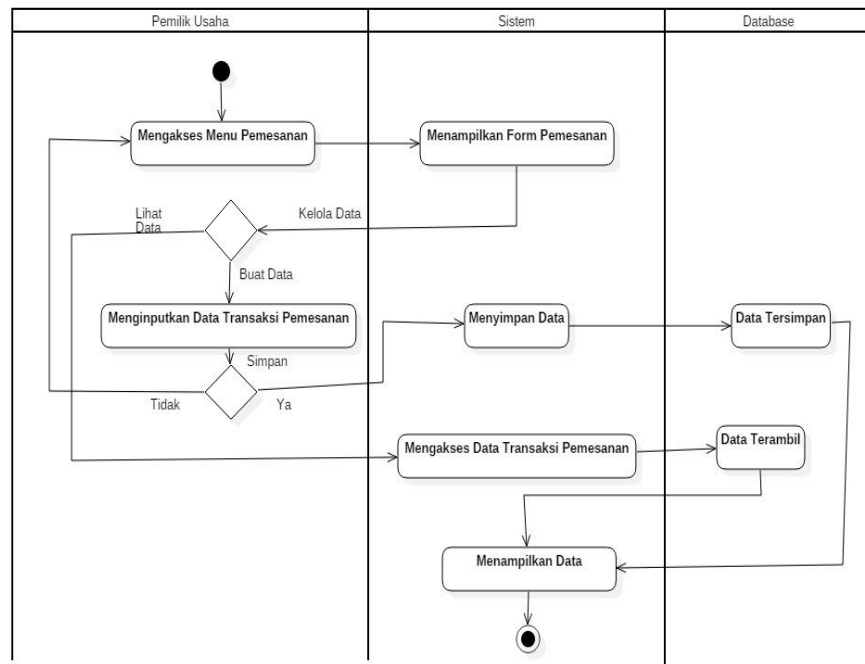 Pemilik Usaha
Sistem
Database
Mengakses Menu Pemesanan
Menampilkan Form Pemesanan
Lihat
Data
Kelola Data
Buat Data
Menginputkan Data Transaksi Pemesanan
Menyimpan Data
Data Tersimpan
Simpan
Tidak
Ya
Mengakses Data Transaksi Pemesanan
Data Terambil
Menampilkan Data